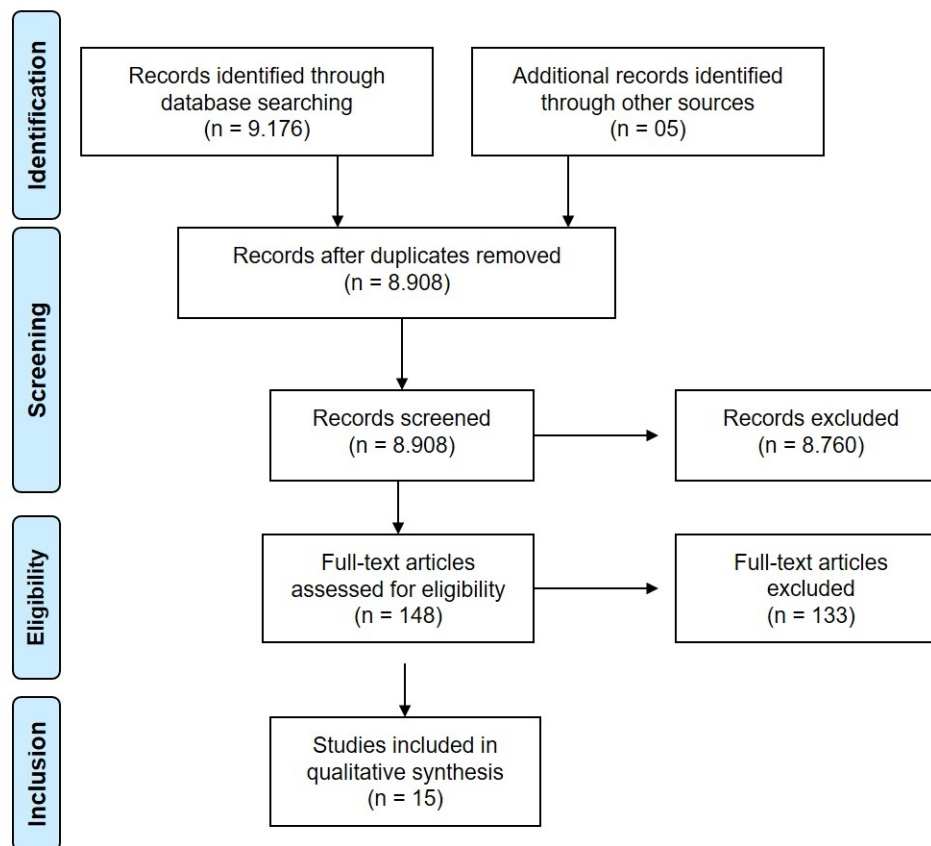 Identification
Records identified through
database searching
(n = 9.176)
Additional records identified
through other sources
(n = 05)
Screening
Records after duplicates removed
(n = 8.908)
Records screened
(n = 8.908)
Records excluded
(n = 8.760)
Eligibility
Full-text articles
assessed for eligibility
(n = 148)
Full-text articles
excluded
(n = 133)
Inclusion
Studies included in
qualitative synthesis
(n = 15)